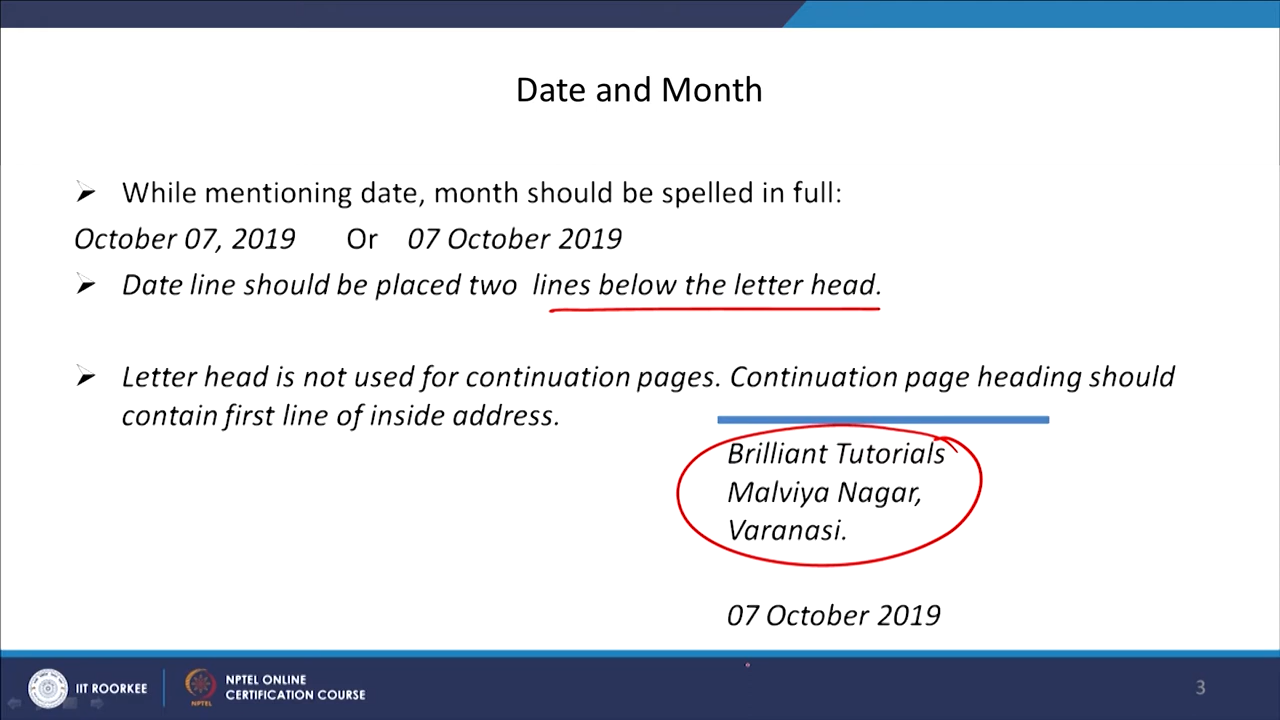 Date and Month
While mentioning date, month should be spelled in full:
October 07, 2019 Or 07 October 2019
Date line should be placed two lines below the letter head.
Letter head is not used for continuation pages. Continuation page heading should
contain first line of inside address.
Brilliant Tutorials
Malviya Nagar,
Varanasi.
07 October 2019
IIT ROORKEE
NPTEL
NPTEL ONLINE
CERTIFICATION COURSE
3